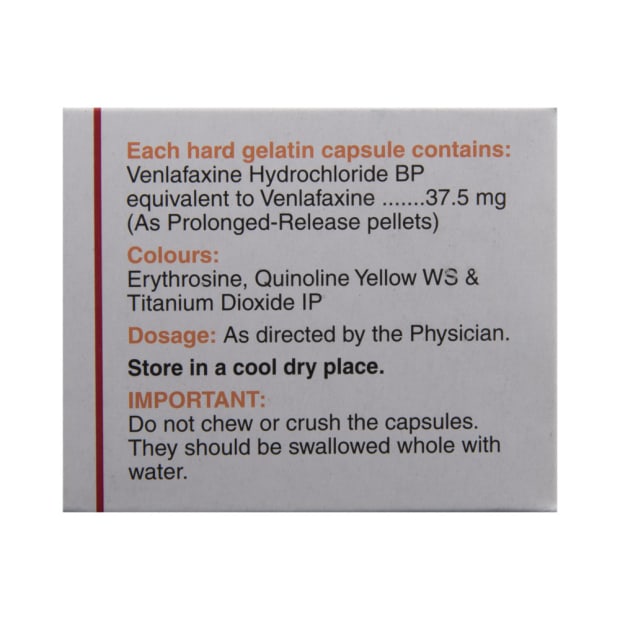 Each hard gelatin capsule contains:
Venlafaxine Hydrochloride BP
equivalent to Venlafaxine .......37.5 mg
(As Prolonged-Release pellets)
Colours:
Erythrosine, Quinoline Yellow WS &
Titanium Dioxide IP
Dosage: As directed by the Physician.
Store in a cool dry place.
IMPORTANT:
Do not chew or crush the capsules.
They should be swallowed whole with
water.